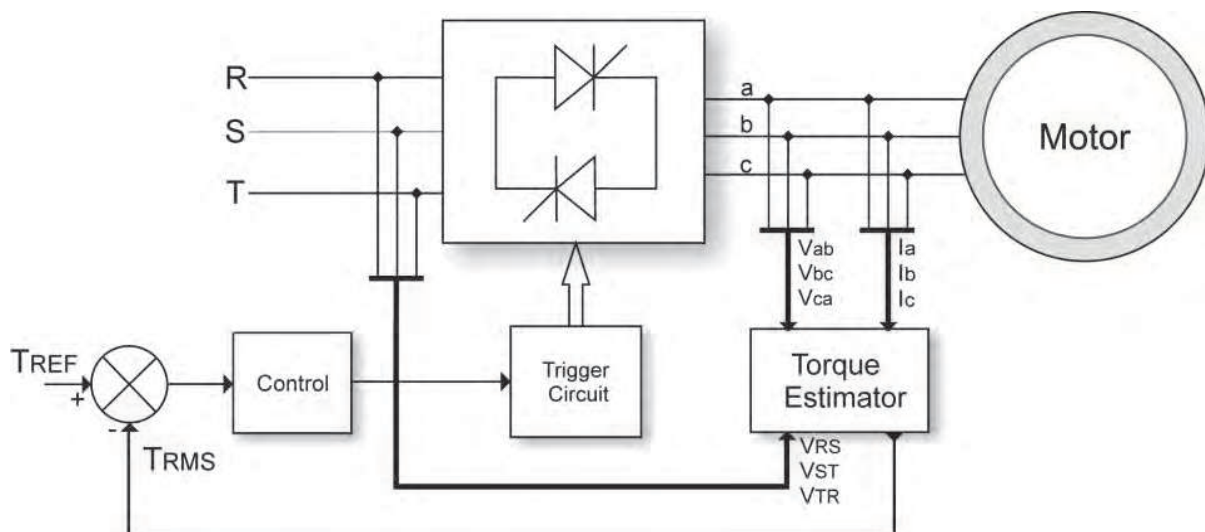 R
S
T
a
b
c
Motor
Vab
Vbc
Vca
Ia
Ib
Ic
TREF
+
-
TRMS
Control
Trigger
Circuit
Torque
Estimator
VRS
VST
VTR